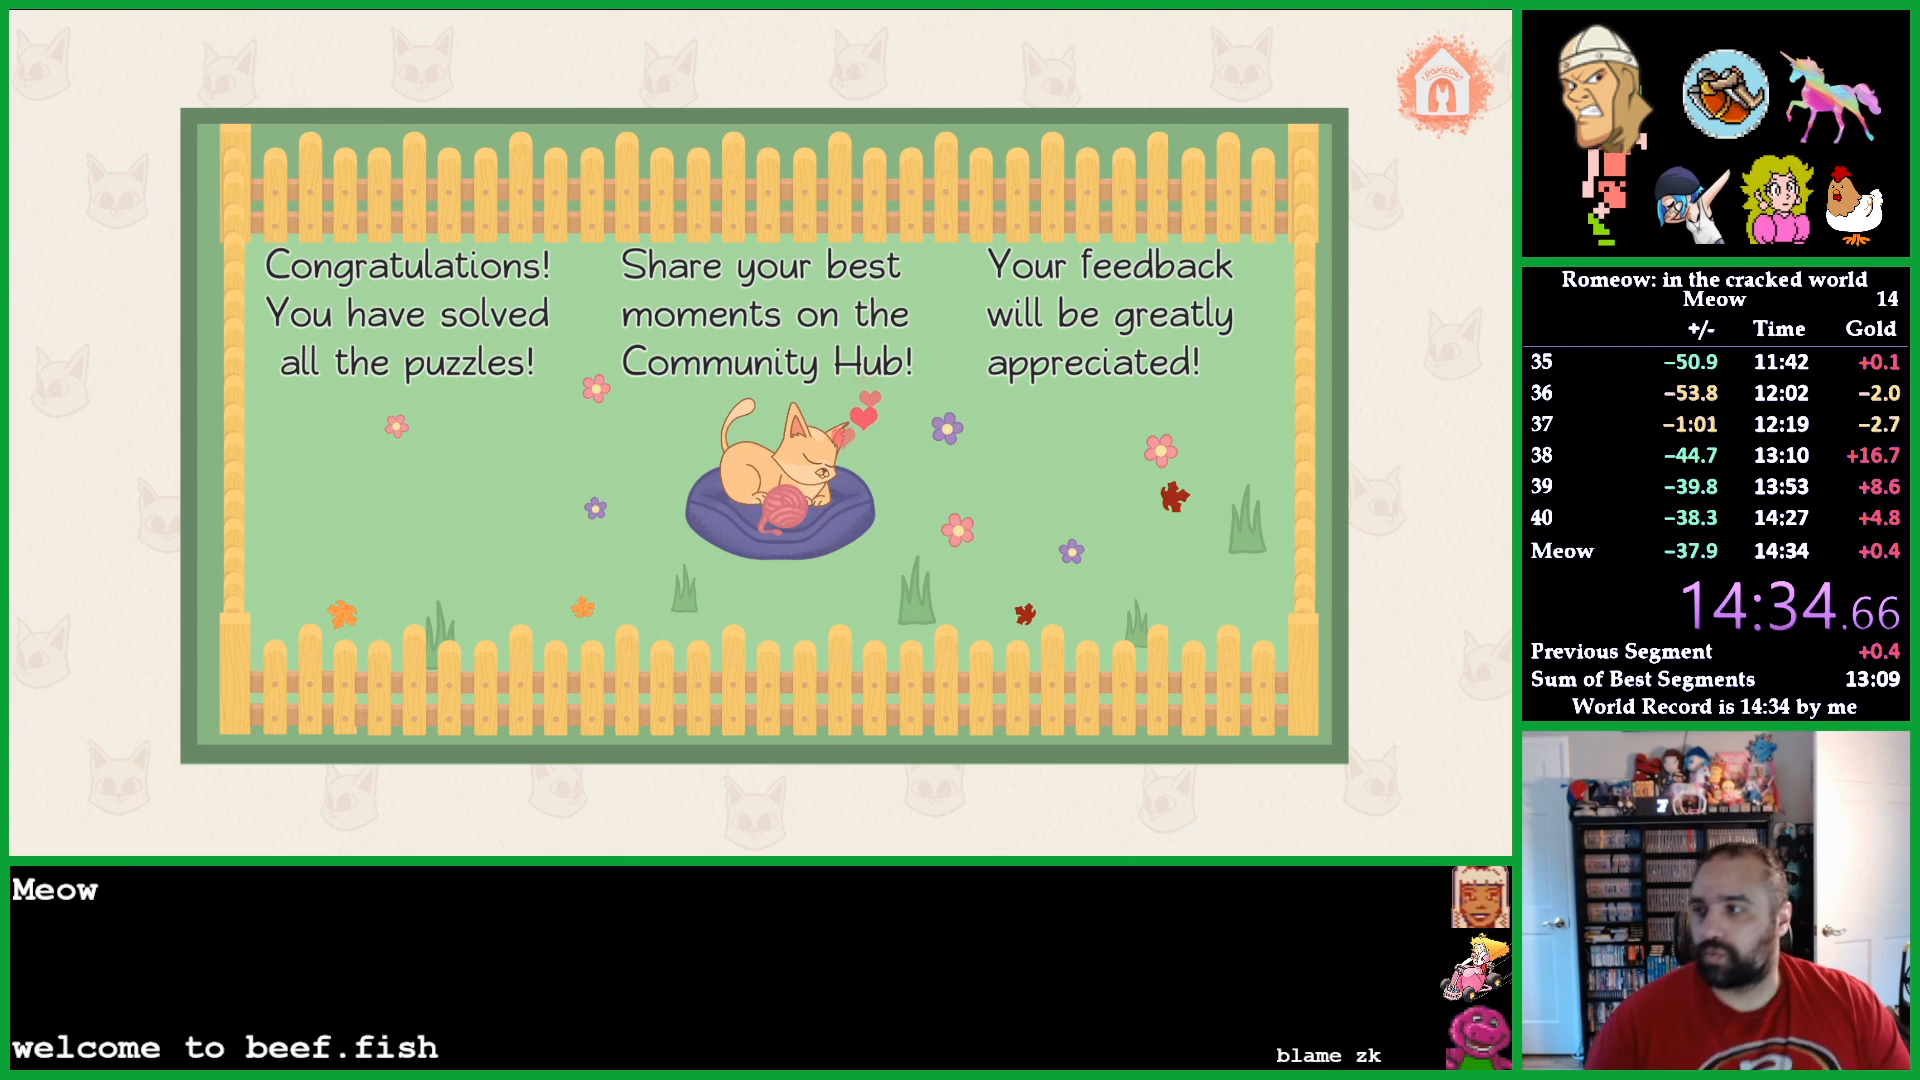 ROMEOW
Congratulations!
You have solved
all the puzzles!
Share your best
moments on the
Community Hub!
Your feedback
will be greatly
appreciated!
Romeow: in the cracked world
Meow 14
+/- Time Gold
35 −50.9 11:42 +0.1
36 −53.8 12:02 −2.0
37 −1:01 12:19 −2.7
38 −44.7 13:10 +16.7
39 −39.8 13:53 +8.6
40 −38.3 14:27 +4.8
Meow −37.9 14:34 +0.4
14:34.66
Previous Segment +0.4
Sum of Best Segments 13:09
World Record is 14:34 by me
Meow
welcome to beef.fish
blame zk